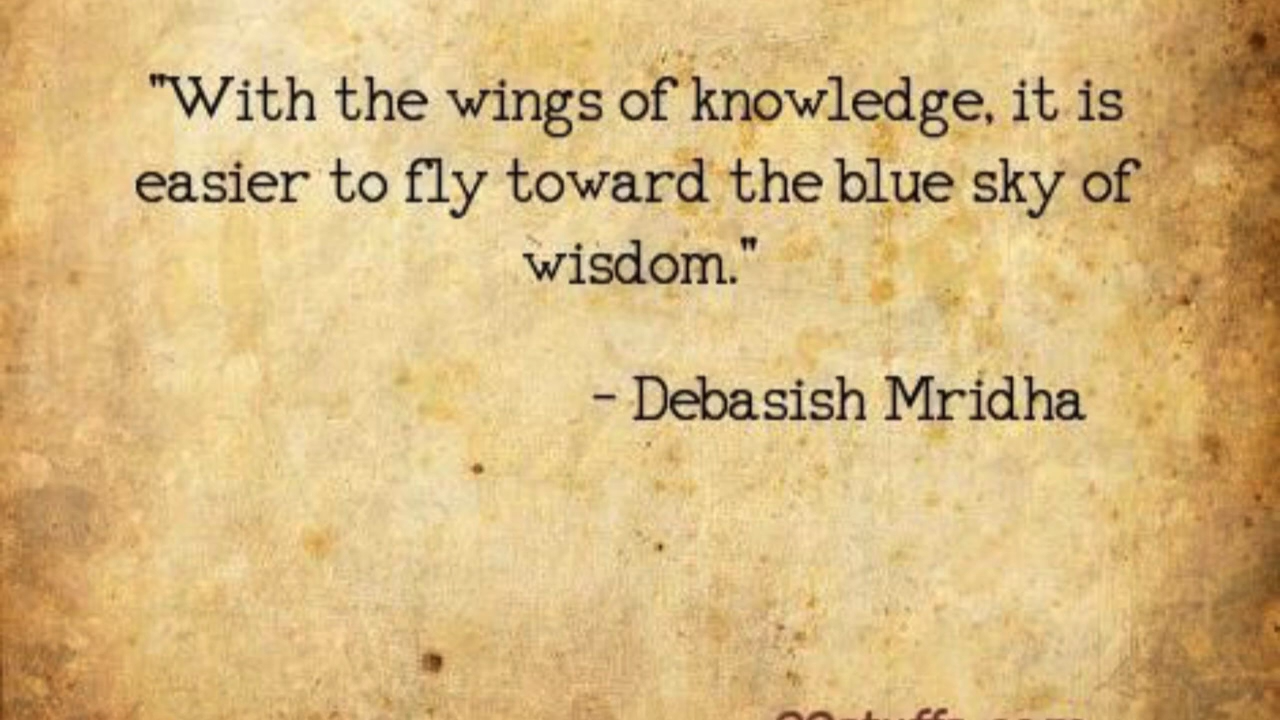 "With the wings of knowledge, it is
easier to fly toward the blue sky of
wisdom."
- Debasish Mridha